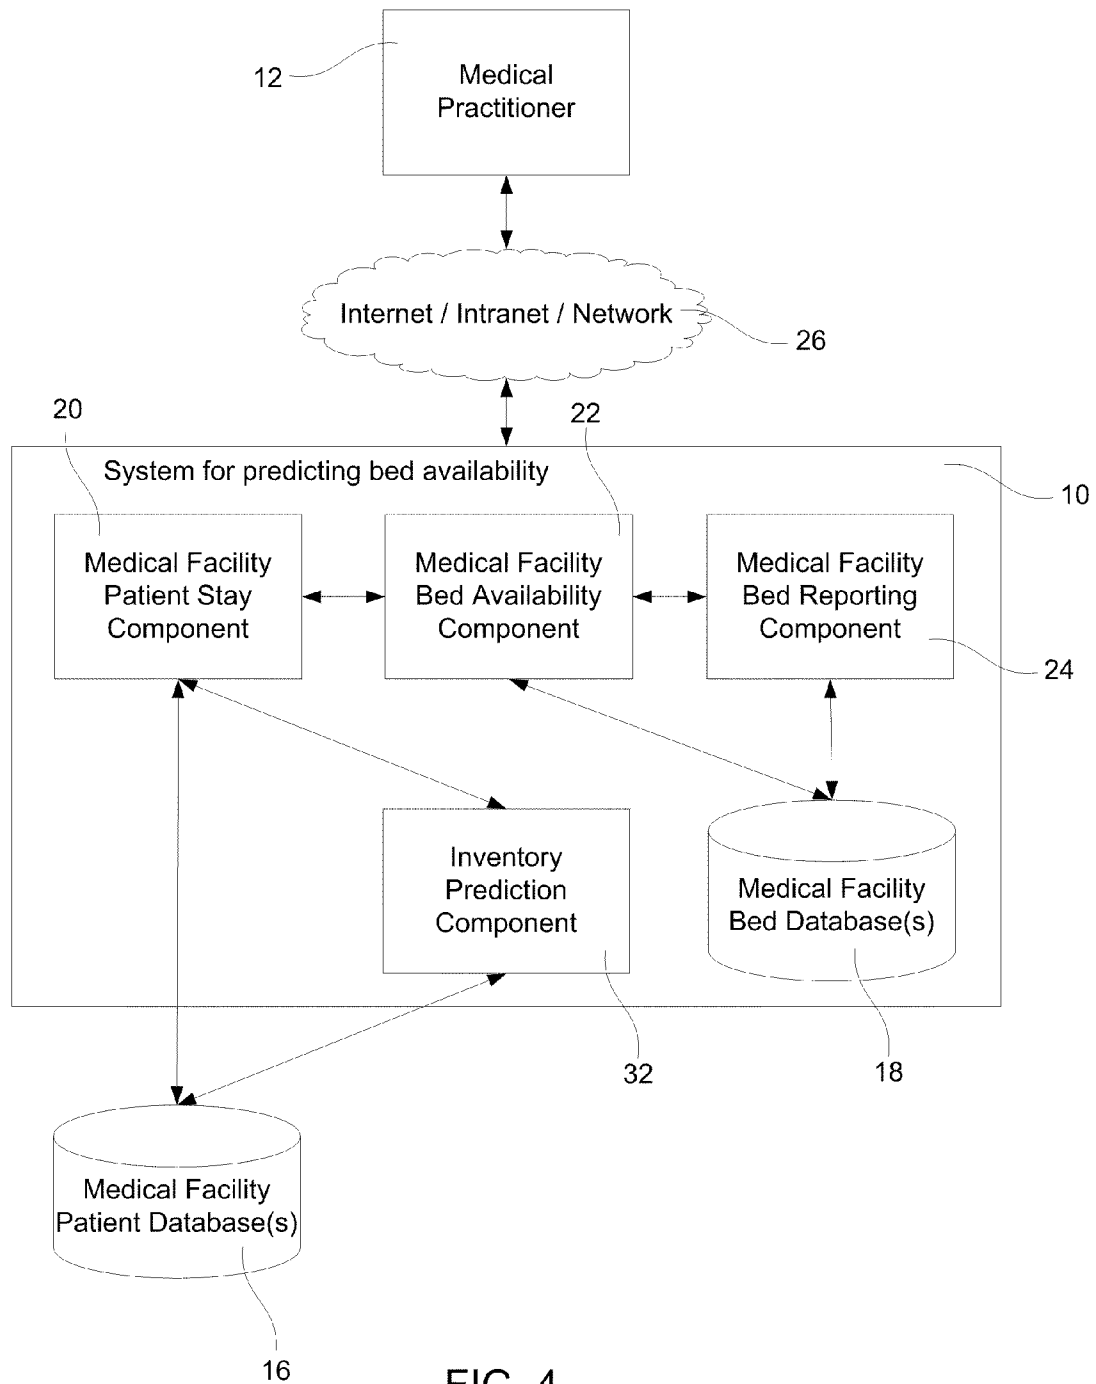 12
Medical
Practitioner
Internet / Intranet / Network
26
20
22
System for predicting bed availability
10
Medical Facility
Patient Stay
Component
Medical Facility
Bed Availability
Component
Medical Facility
Bed Reporting
Component
24
Inventory
Prediction
Component
Medical Facility
Bed Database(s)
32
18
Medical Facility
Patient Database(s)
16
FIG. 4